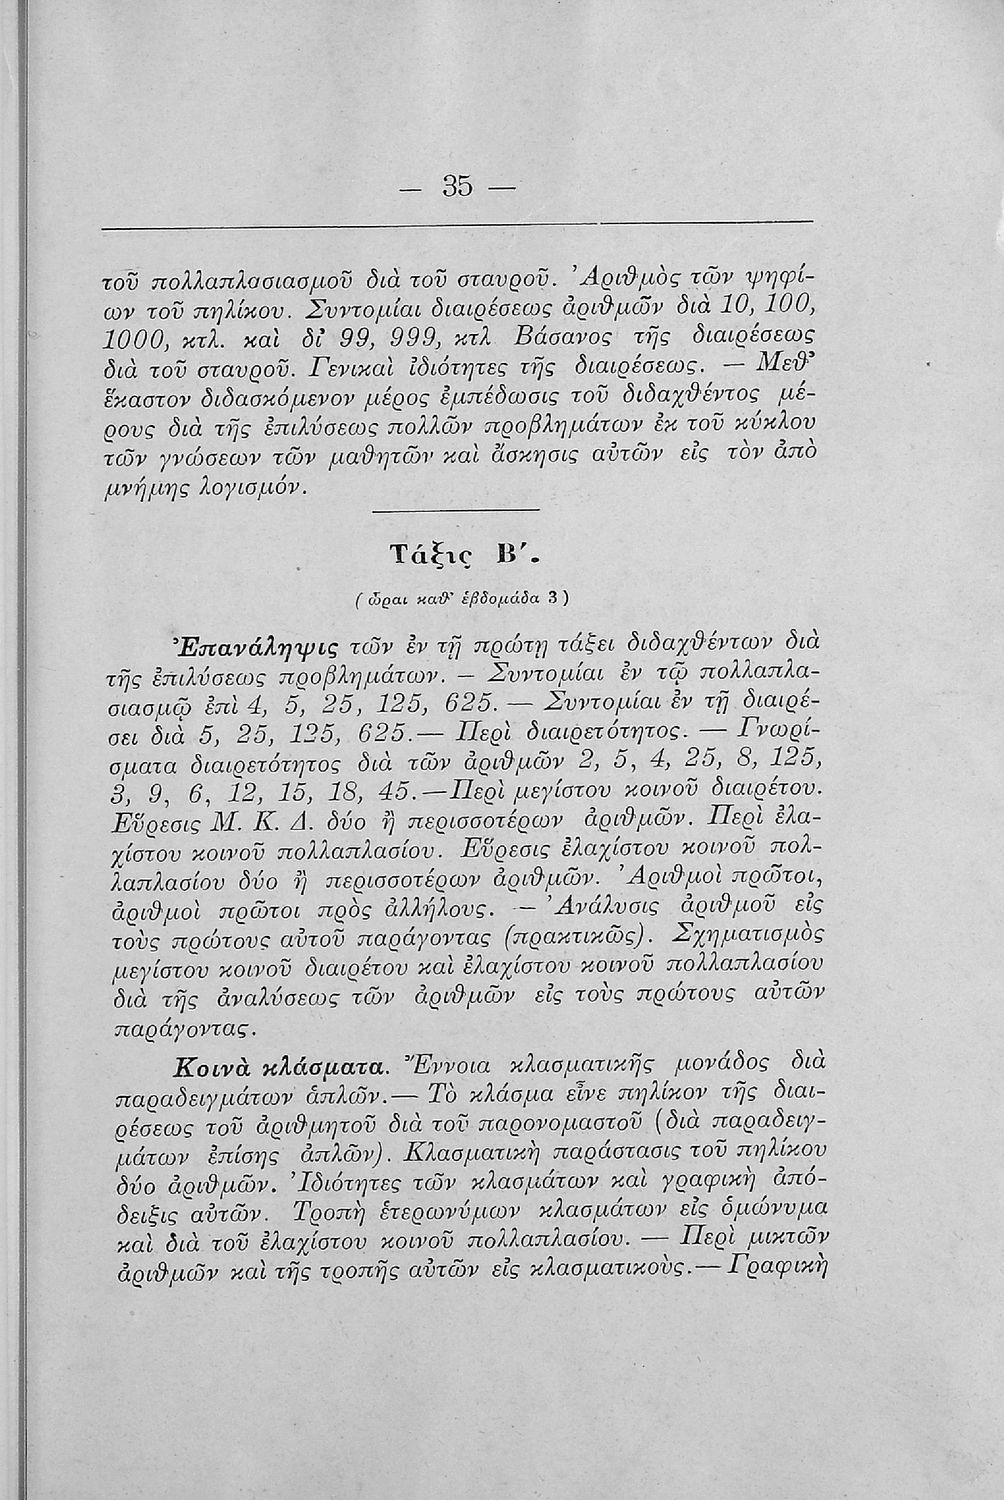 — 35 —
τοῦ πολλαπλασιασμοῦ διὰ τοῦ σταυροῦ. Ἀριθμὸς τῶν ψηφί-
ων τοῦ πηλίκου. Συντομίαι διαιρέσεως ἀριθμῶν διὰ 10, 100,
1000, κτλ. καὶ δι’ 99, 999, κτλ Βάσανος τῆς διαιρέσεως
διὰ τοῦ σταυροῦ. Γενικαὶ ἰδιότητες τῆς διαιρέσεως. — Μεθ’
ἕκαστον διδασκόμενον μέρος ἐμπέδωσις τοῦ διδαχθέντος μέ-
ρους διὰ τῆς ἐπιλύσεως πολλῶν προβλημάτων ἐκ τοῦ κύκλου
τῶν γνώσεων τῶν μαθητῶν καὶ ἄσκησις αὐτῶν εἰς τὸν ἀπὸ
μνήμης λογισμόν.
Τάξις Β΄.
( ὧραι καθ’ ἑβδομάδα 3 )
Ἐπανάληψις τῶν ἐν τῇ πρώτῃ τάξει διδαχθέντων διὰ
τῆς ἐπιλύσεως προβλημάτων. — Συντομίαι ἐν τῷ πολλαπλα-
σιασμῷ ἐπὶ 4, 5, 25, 125, 625. — Συντομίαι ἐν τῇ διαιρέ-
σει διὰ 5, 25, 125, 625.— Περὶ διαιρετότητος. — Γνωρί-
σματα διαιρετότητος διὰ τῶν ἀριθμῶν 2, 5, 4, 25, 8, 125,
3, 9, 6, 12, 15, 18, 45.—Περὶ μεγίστου κοινοῦ διαιρέτου.
Εὕρεσις Μ. Κ. Δ. δύο ἢ περισσοτέρων ἀριθμῶν. Περὶ ἐλα-
χίστου κοινοῦ πολλαπλασίου. Εὕρεσις ἐλαχίστου κοινοῦ πολ-
λαπλασίου δύο ἢ περισσοτέρων ἀριθμῶν. Ἀριθμοὶ πρῶτοι,
ἀριθμοὶ πρῶτοι πρὸς ἀλλήλους. — Ἀνάλυσις ἀριθμοῦ εἰς
τοὺς πρώτους αὐτοῦ παράγοντας (πρακτικῶς). Σχηματισμὸς
μεγίστου κοινοῦ διαιρέτου καὶ ἐλαχίστου κοινοῦ πολλαπλασίου
διὰ τῆς ἀναλύσεως τῶν ἀριθμῶν εἰς τοὺς πρώτους αὐτῶν
παράγοντας.
Κοινὰ κλάσματα. Ἔννοια κλασματικῆς μονάδος διὰ
παραδειγμάτων ἁπλῶν.— Τὸ κλάσμα εἶνε πηλίκον τῆς διαι-
ρέσεως τοῦ ἀριθμητοῦ διὰ τοῦ παρονομαστοῦ (διὰ παραδειγ-
μάτων ἐπίσης ἁπλῶν). Κλασματικὴ παράστασις τοῦ πηλίκου
δύο ἀριθμῶν. Ἰδιότητες τῶν κλασμάτων καὶ γραφικὴ ἀπό-
δειξις αὐτῶν. Τροπὴ ἑτερωνύμων κλασμάτων εἰς ὁμώνυμα
καὶ διὰ τοῦ ἐλαχίστου κοινοῦ πολλαπλασίου. — Περὶ μικτῶν
ἀριθμῶν καὶ τῆς τροπῆς αὐτῶν εἰς κλασματικοὺς.— Γραφικὴ